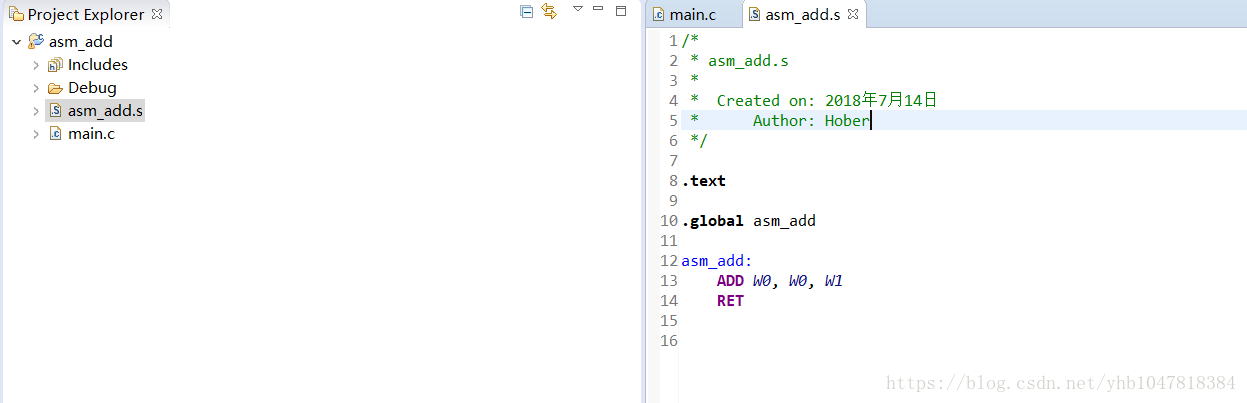 Project Explorer
asm_add
Includes
Debug
asm_add.s
main.c
main.c asm_add.s
1 /*
2 * asm_add.s
3 *
4 * Created on: 2018年7月14日
5 * Author: Hober
6 */
7
8 .text
9
10 .global asm_add
11
12 asm_add:
13 ADD W0, W0, W1
14 RET
15
16
https://blog.csdn.net/yhb1047818384